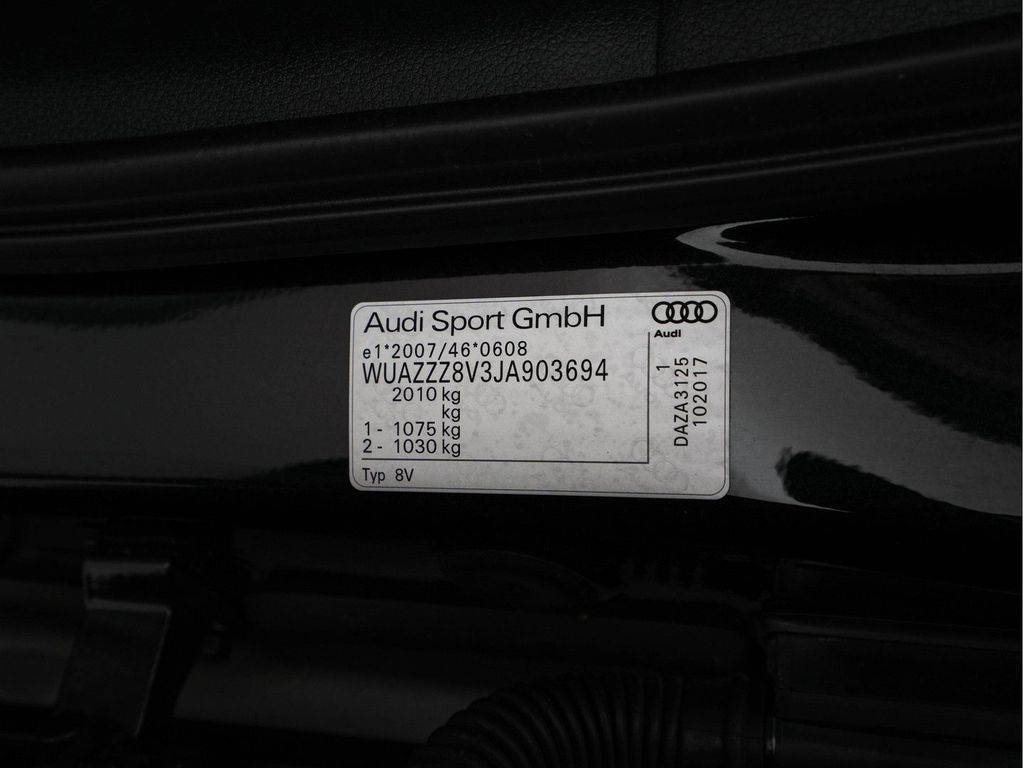 Audi Sport GmbH
e1*2007/46*0608
WUAZZZ8V3JA903694
2010 kg
kg
1 - 1075 kg
2 - 1030 kg
Typ 8V
Audi
1
DAZA3125
102017